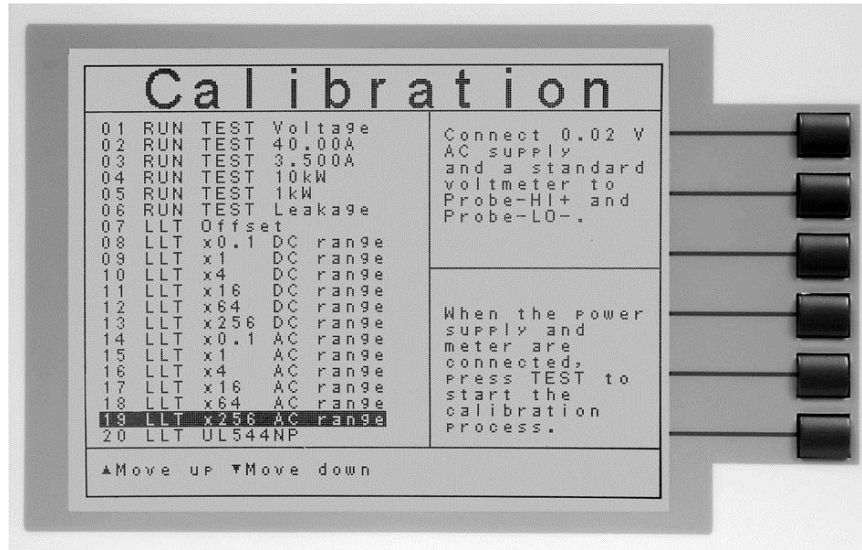 Calibration
01 RUN TEST Voltage
02 RUN TEST 40.00A
03 RUN TEST 3.500A
04 RUN TEST 10kW
05 RUN TEST 1kW
06 RUN TEST Leakage
07 LLT Offset
08 LLT x0.1 DC range
09 LLT x1 DC range
10 LLT x4 DC range
11 LLT x16 DC range
12 LLT x64 DC range
13 LLT x256 DC range
14 LLT x0.1 AC range
15 LLT x1 AC range
16 LLT x4 AC range
17 LLT x16 AC range
18 LLT x64 AC range
19 LLT x256 AC range
20 LLT UL544NP
Connect 0.02 V
AC supply
and a standard
voltmeter to
Probe-HI+ and
Probe-LO-.
When the power
supply and
meter are
connected,
press TEST to
start the
calibration
process.
▲Move up ▼Move down